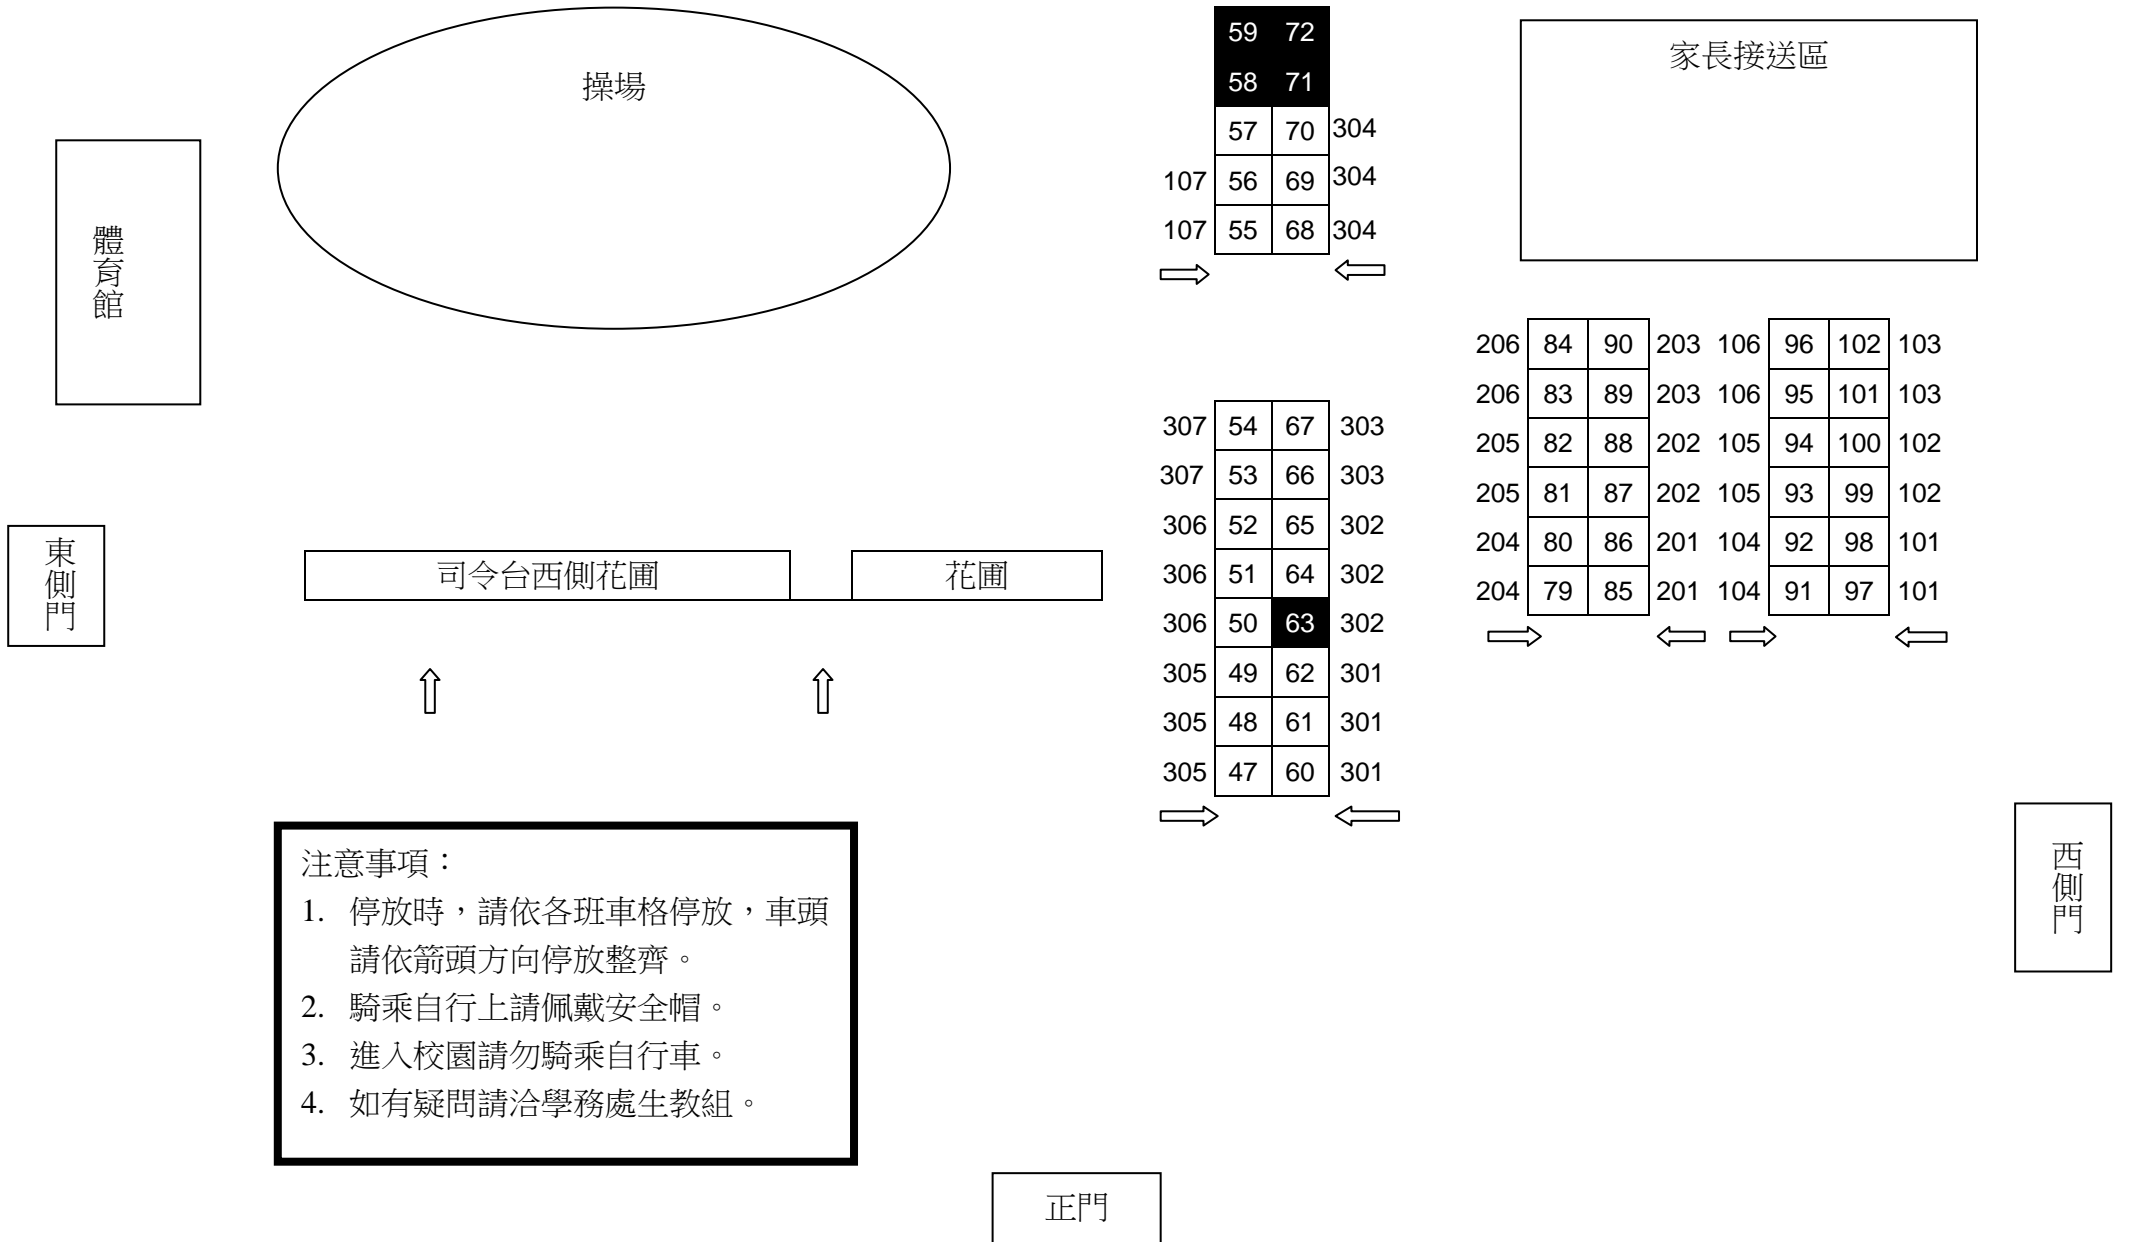 操場
59 72
58 71
57 70 304
107 56 69 304
107 55 68 304
家長接送區
體育館
206 84 90 203 106 96 102 103
206 83 89 203 106 95 101 103
205 82 88 202 105 94 100 102
205 81 87 202 105 93 99 102
204 80 86 201 104 92 98 101
204 79 85 201 104 91 97 101
307 54 67 303
307 53 66 303
306 52 65 302
306 51 64 302
306 50 63 302
305 49 62 301
305 48 61 301
305 47 60 301
東側門
司令台西側花圃
花圃
注意事項：
1. 停放時，請依各班車格停放，車頭
請依箭頭方向停放整齊。
2. 騎乘自行上請佩戴安全帽。
3. 進入校園請勿騎乘自行車。
4. 如有疑問請洽學務處生教組。
西側門
正門